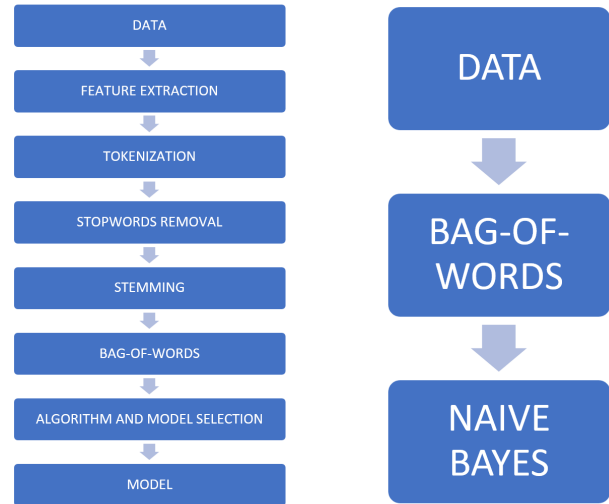 DATA
FEATURE EXTRACTION
TOKENIZATION
STOPWORDS REMOVAL
STEMMING
BAG-OF-WORDS
ALGORITHM AND MODEL SELECTION
MODEL
DATA
BAG-OF-
WORDS
NAIVE
BAYES